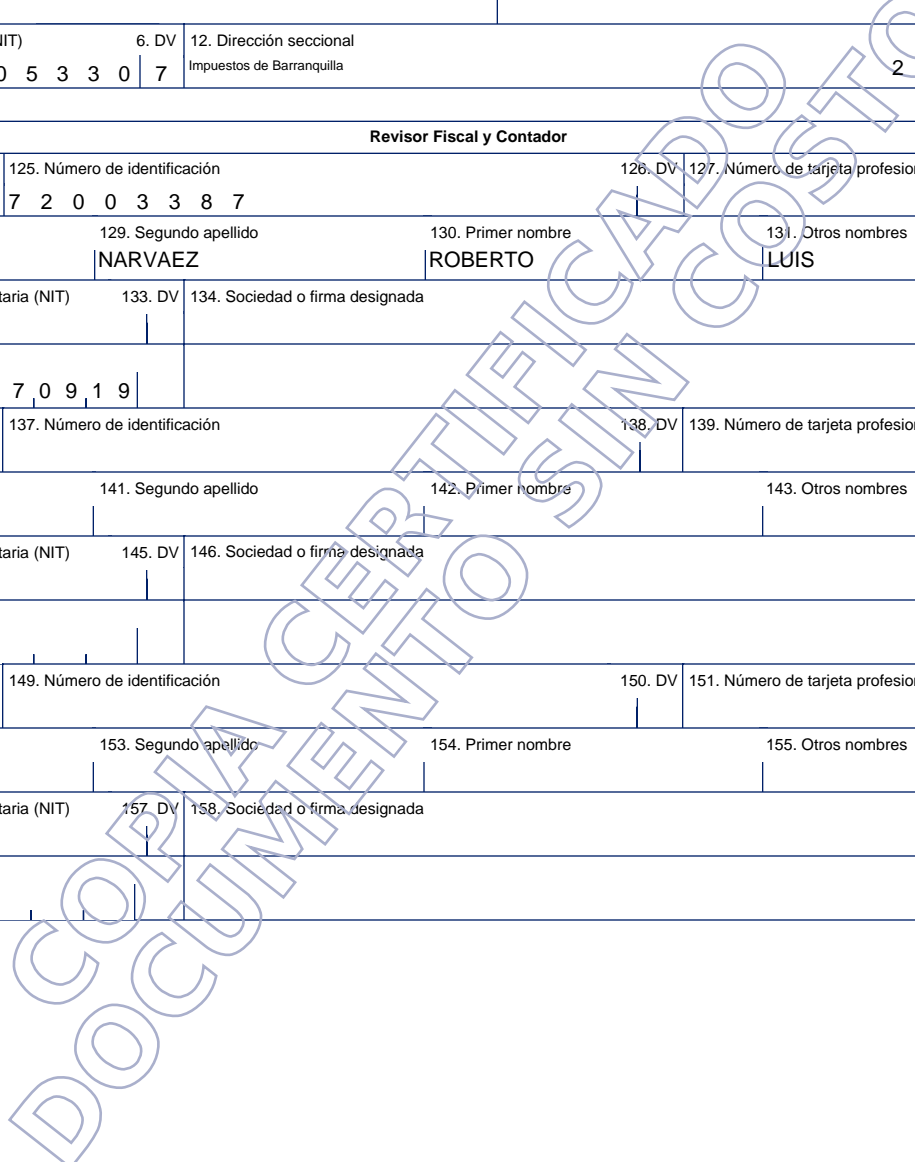 NIT) 6. DV 12. Dirección seccional
0 5 3 3 0 7 Impuestos de Barranquilla 2
Revisor Fiscal y Contador
125. Número de identificación 126. DV 127. Número de tarjeta profesion
7 2 0 0 3 3 8 7
129. Segundo apellido 130. Primer nombre 131. Otros nombres
NARVAEZ ROBERTO LUIS
taria (NIT) 133. DV 134. Sociedad o firma designada
7 0 9 1 9
137. Número de identificación 138. DV 139. Número de tarjeta profesion
141. Segundo apellido 142. Primer nombre 143. Otros nombres
taria (NIT) 145. DV 146. Sociedad o firma designada
149. Número de identificación 150. DV 151. Número de tarjeta profesion
153. Segundo apellido 154. Primer nombre 155. Otros nombres
taria (NIT) 157. DV 158. Sociedad o firma designada
COPIA CERTIFICADO
DOCUMENTO SIN COSTO